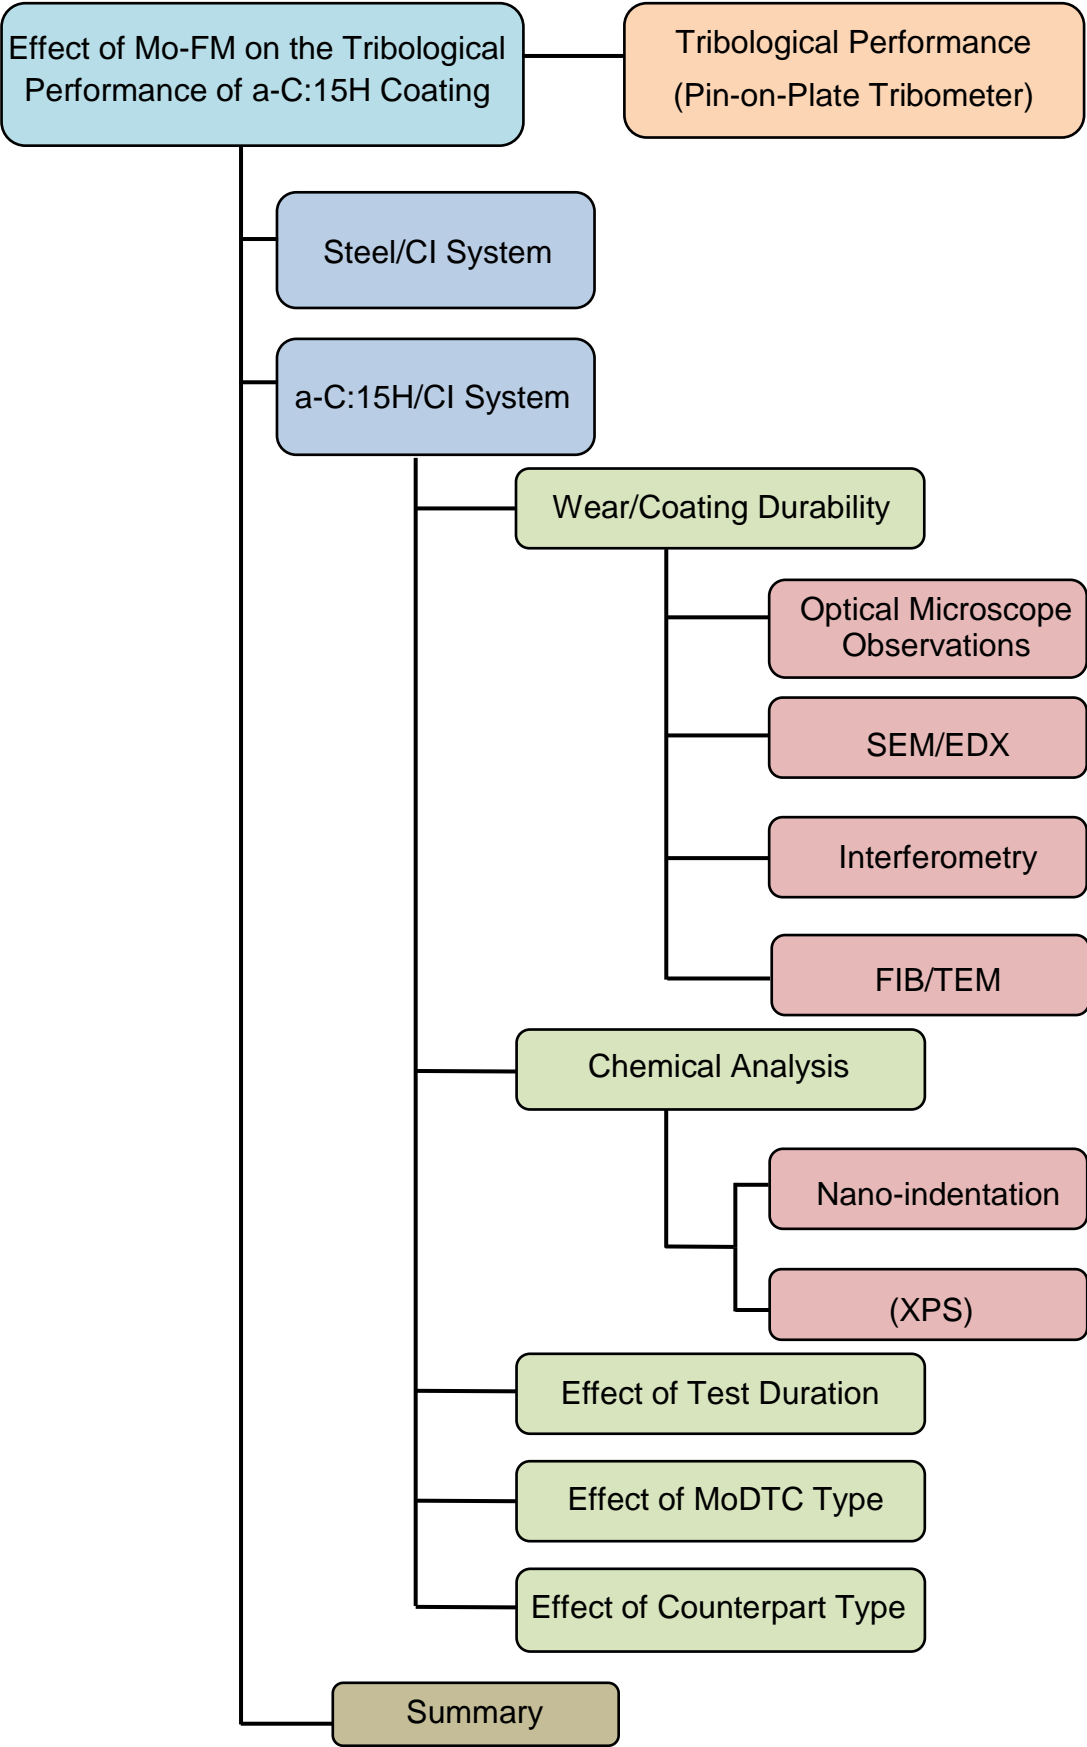 Effect of Mo-FM on the Tribological
Performance of a-C:15H Coating
Tribological Performance
(Pin-on-Plate Tribometer)
Steel/CI System
a-C:15H/CI System
Wear/Coating Durability
Optical Microscope
Observations
SEM/EDX
Interferometry
FIB/TEM
Chemical Analysis
Nano-indentation
(XPS)
Effect of Test Duration
Effect of MoDTC Type
Effect of Counterpart Type
Summary